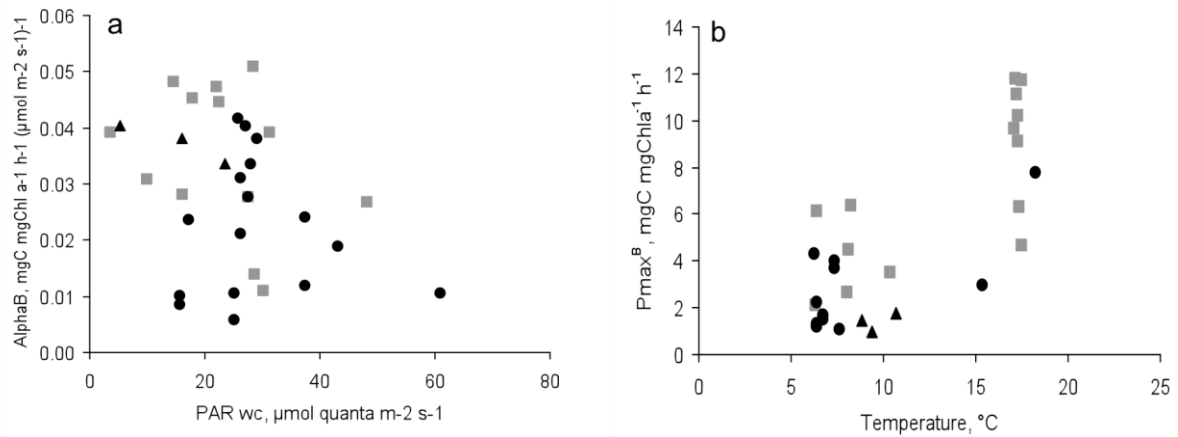 a
AlphaB, mgC mgChl a-1 h-1 (µmol m-2 s-1)-1
0.06
0.05
0.04
0.03
0.02
0.01
0.00
0 20 40 60 80
PAR wc, µmol quanta m-2 s-1
b
Pmaxᴮ, mgC mgChla⁻¹ h⁻¹
14
12
10
8
6
4
2
0
0 5 10 15 20 25
Temperature, °C